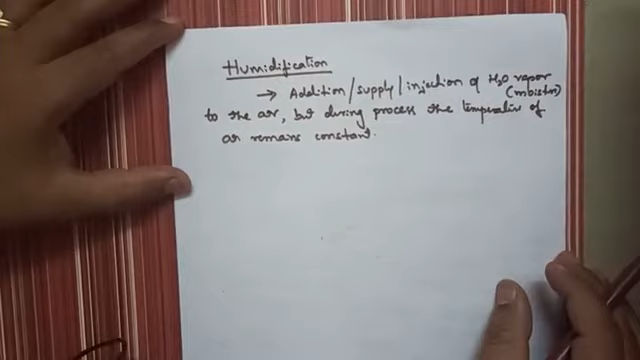 Humidification
→ Addition/supply/injection of H2O vapor
(moistur)
to the air, but during process the temperature of
air remains constant.